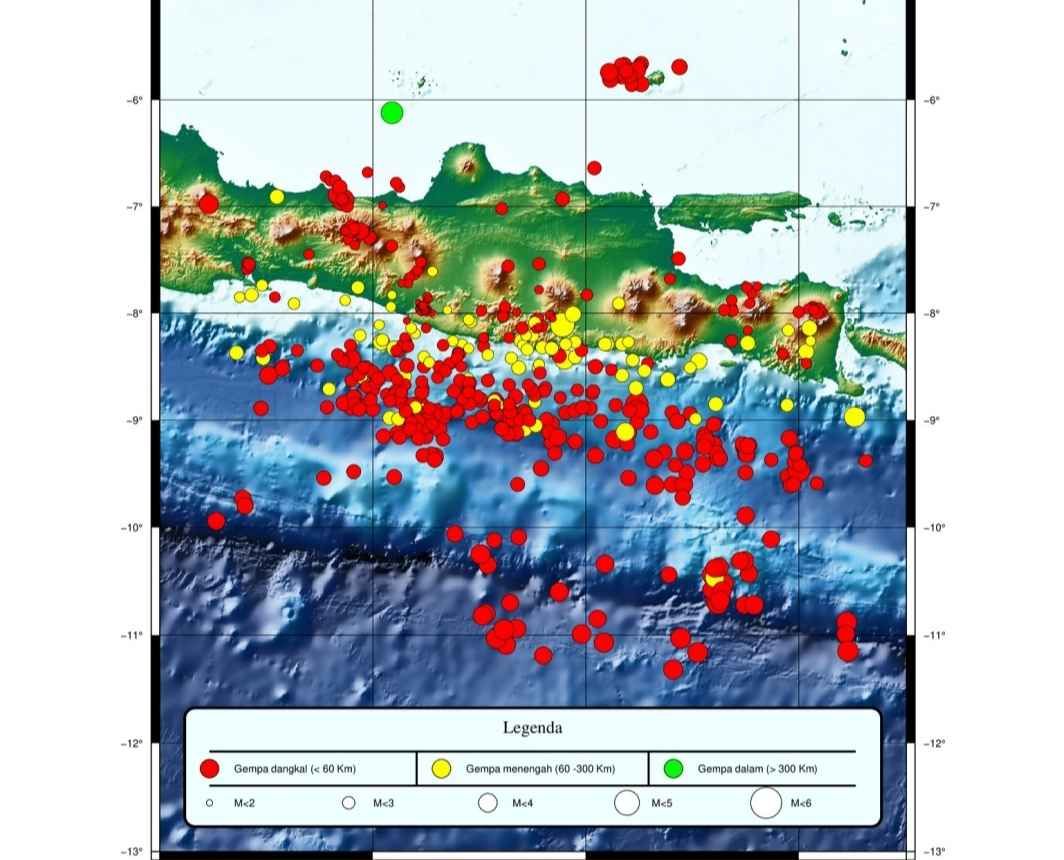 -6° -6°
-7° -7°
-8° -8°
-9° -9°
-10° -10°
-11° -11°
Legenda
-12° -12°
Gempa dangkal (< 60 Km) Gempa menengah (60 -300 Km) Gempa dalam (> 300 Km)
M<2 M<3 M<4 M<5 M<6
-13° -13°